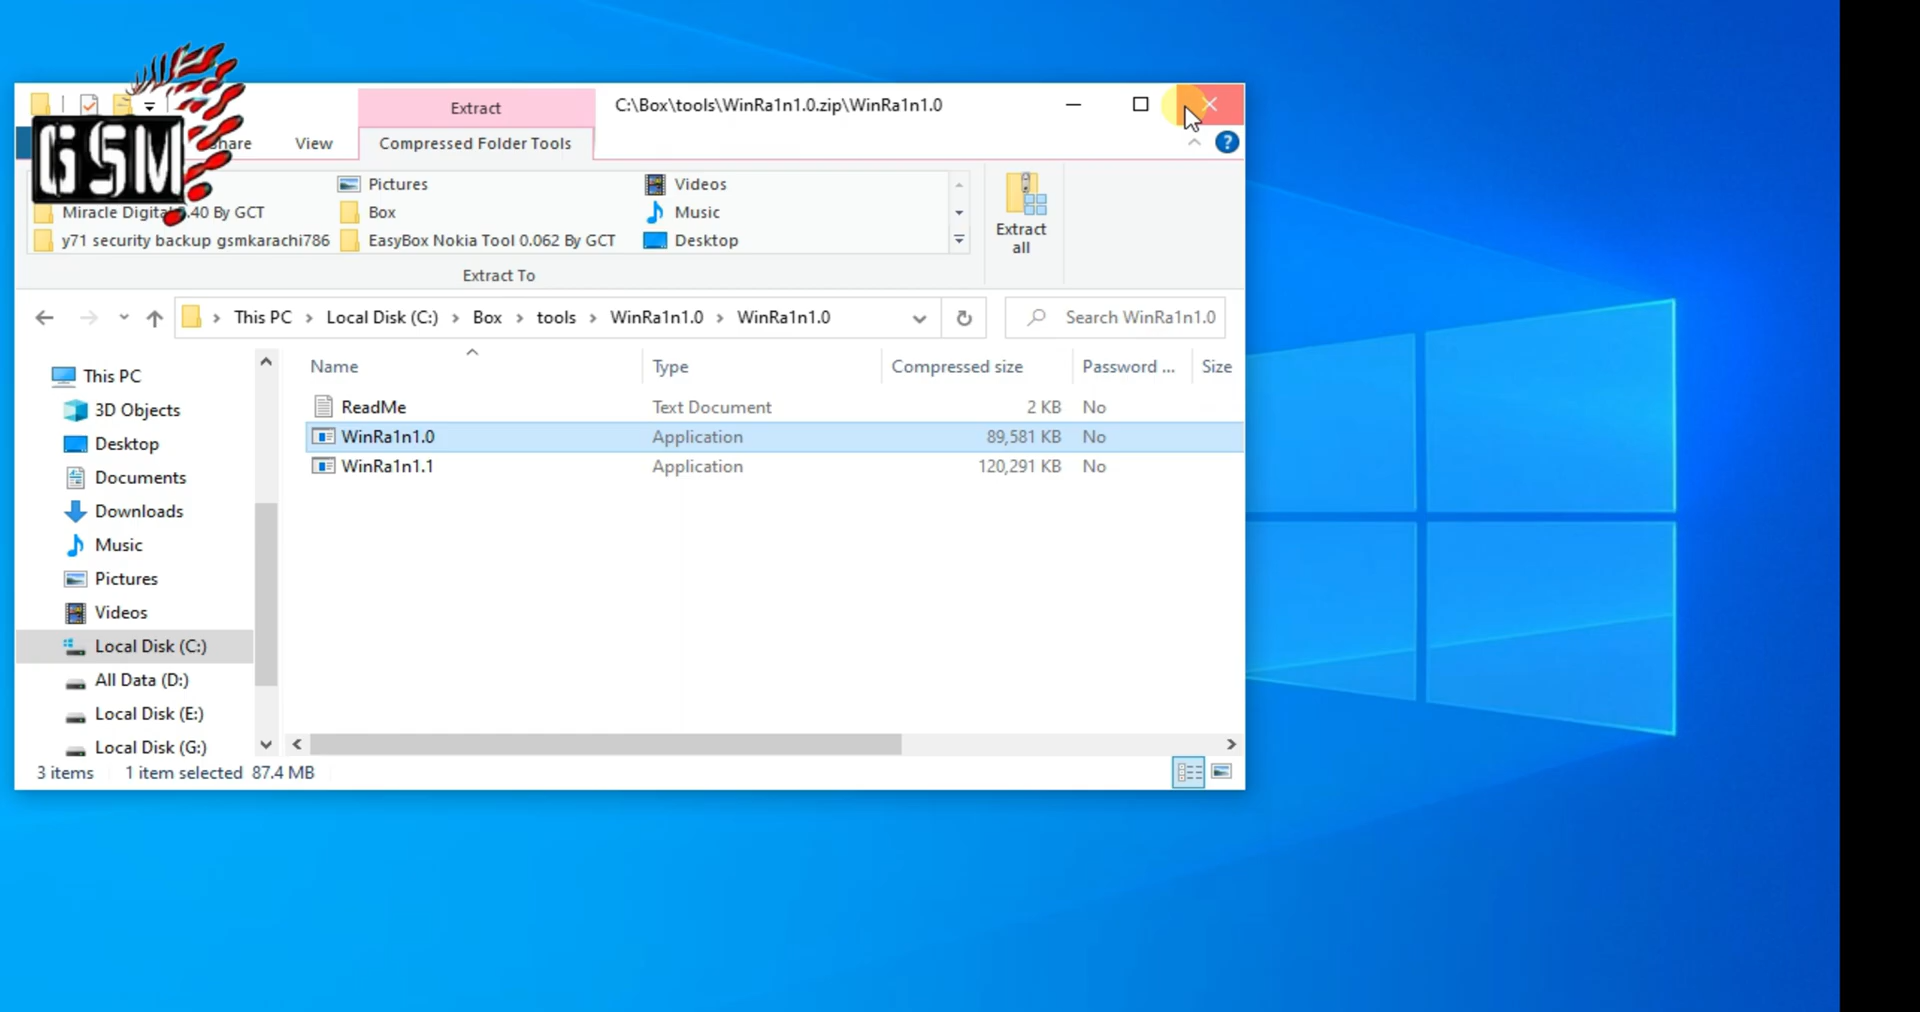 Extract
C:\Box\tools\WinRa1n1.0.zip\WinRa1n1.0
GSM
hare
View
Compressed Folder Tools
Pictures
Videos
Miracle Digital .40 By GCT
Box
Music
y71 security backup gsmkarachi786
EasyBox Nokia Tool 0.062 By GCT
Desktop
Extract
all
Extract To
This PC
Local Disk (C:)
Box
tools
WinRa1n1.0
WinRa1n1.0
Search WinRa1n1.0
Name
Type
Compressed size
Password ...
Size
ReadMe
Text Document
2 KB
No
WinRa1n1.0
Application
89,581 KB
No
WinRa1n1.1
Application
120,291 KB
No
This PC
3D Objects
Desktop
Documents
Downloads
Music
Pictures
Videos
Local Disk (C:)
All Data (D:)
Local Disk (E:)
Local Disk (G:)
3 items
1 item selected 87.4 MB